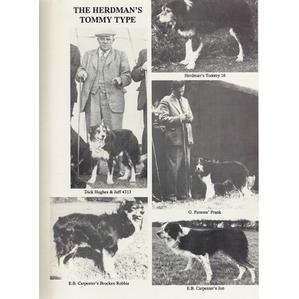 THE HERDMAN'S
TOMMY TYPE
Herdman's Tommy 16
Dick Hughes & Jaff 4313
G. Parsons' Frank
E.B. Carpenter's Brocken Robbie
E.B. Carpenter's Jon